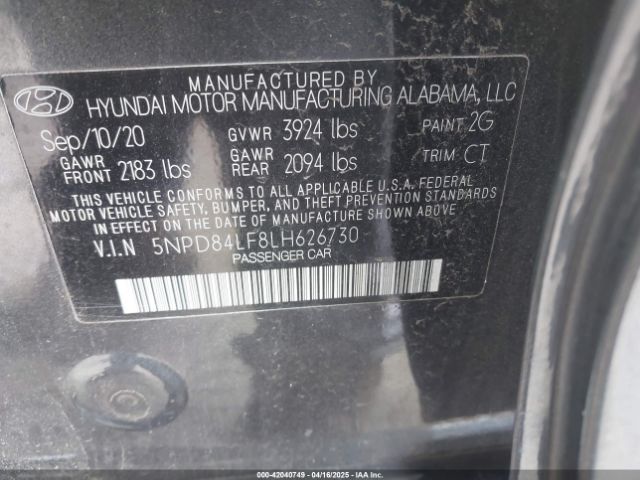 MANUFACTURED BY
HYUNDAI MOTOR MANUFACTURING ALABAMA, LLC
Sep/10/20 GVWR 3924 lbs PAINT 2G
GAWR FRONT 2183 lbs GAWR REAR 2094 lbs TRIM CT
THIS VEHICLE CONFORMS TO ALL APPLICABLE U.S.A. FEDERAL
MOTOR VEHICLE SAFETY, BUMPER, AND THEFT PREVENTION STANDARDS
IN EFFECT ON THE DATE OF MANUFACTURE SHOWN ABOVE.
V.I.N 5NPD84LF8LH626730
PASSENGER CAR
000-42040749 - 04/16/2025 - IAAI.COM